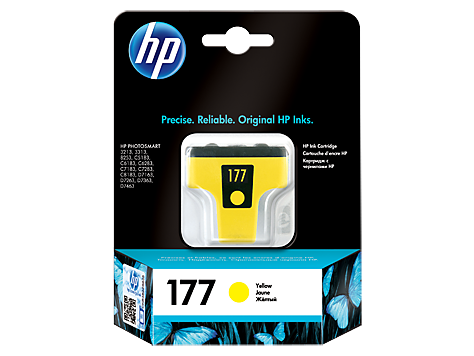 hp
Precise. Reliable. Original HP Inks.
HP PHOTOSMART
3213, 3313,
8253, C5183,
C6183, C6283,
C7183, C7283,
C8183, D7163,
D7263, D7363,
D7463
177
HP Ink Cartridge
Cartouche d'encre HP
Картридж с
чернилами HP
177
Yellow
Jaune
Жёлтый